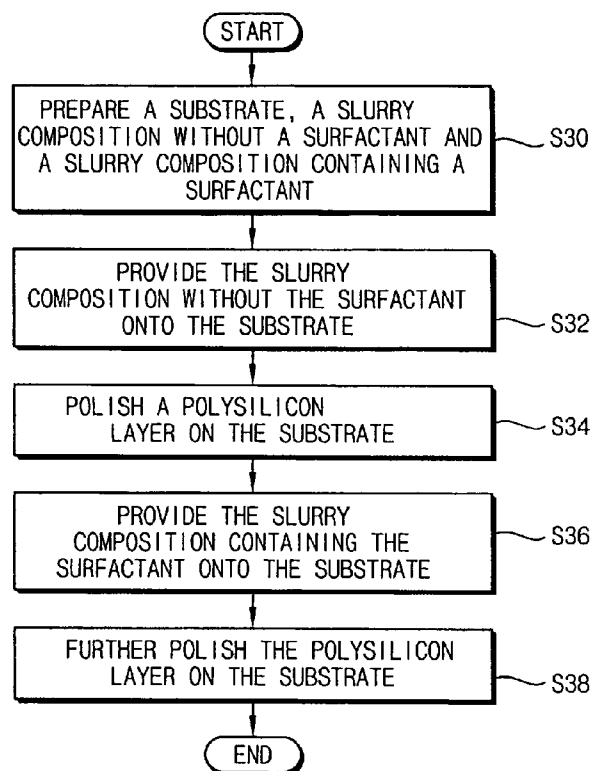 START
PREPARE A SUBSTRATE, A SLURRY
COMPOSITION WITHOUT A SURFACTANT AND
A SLURRY COMPOSITION CONTAINING A
SURFACTANT
S30
PROVIDE THE SLURRY
COMPOSITION WITHOUT THE SURFACTANT
ONTO THE SUBSTRATE
S32
POLISH A POLYSILICON
LAYER ON THE SUBSTRATE
S34
PROVIDE THE SLURRY
COMPOSITION CONTAINING THE
SURFACTANT ONTO THE SUBSTRATE
S36
FURTHER POLISH THE POLYSILICON
LAYER ON THE SUBSTRATE
S38
END